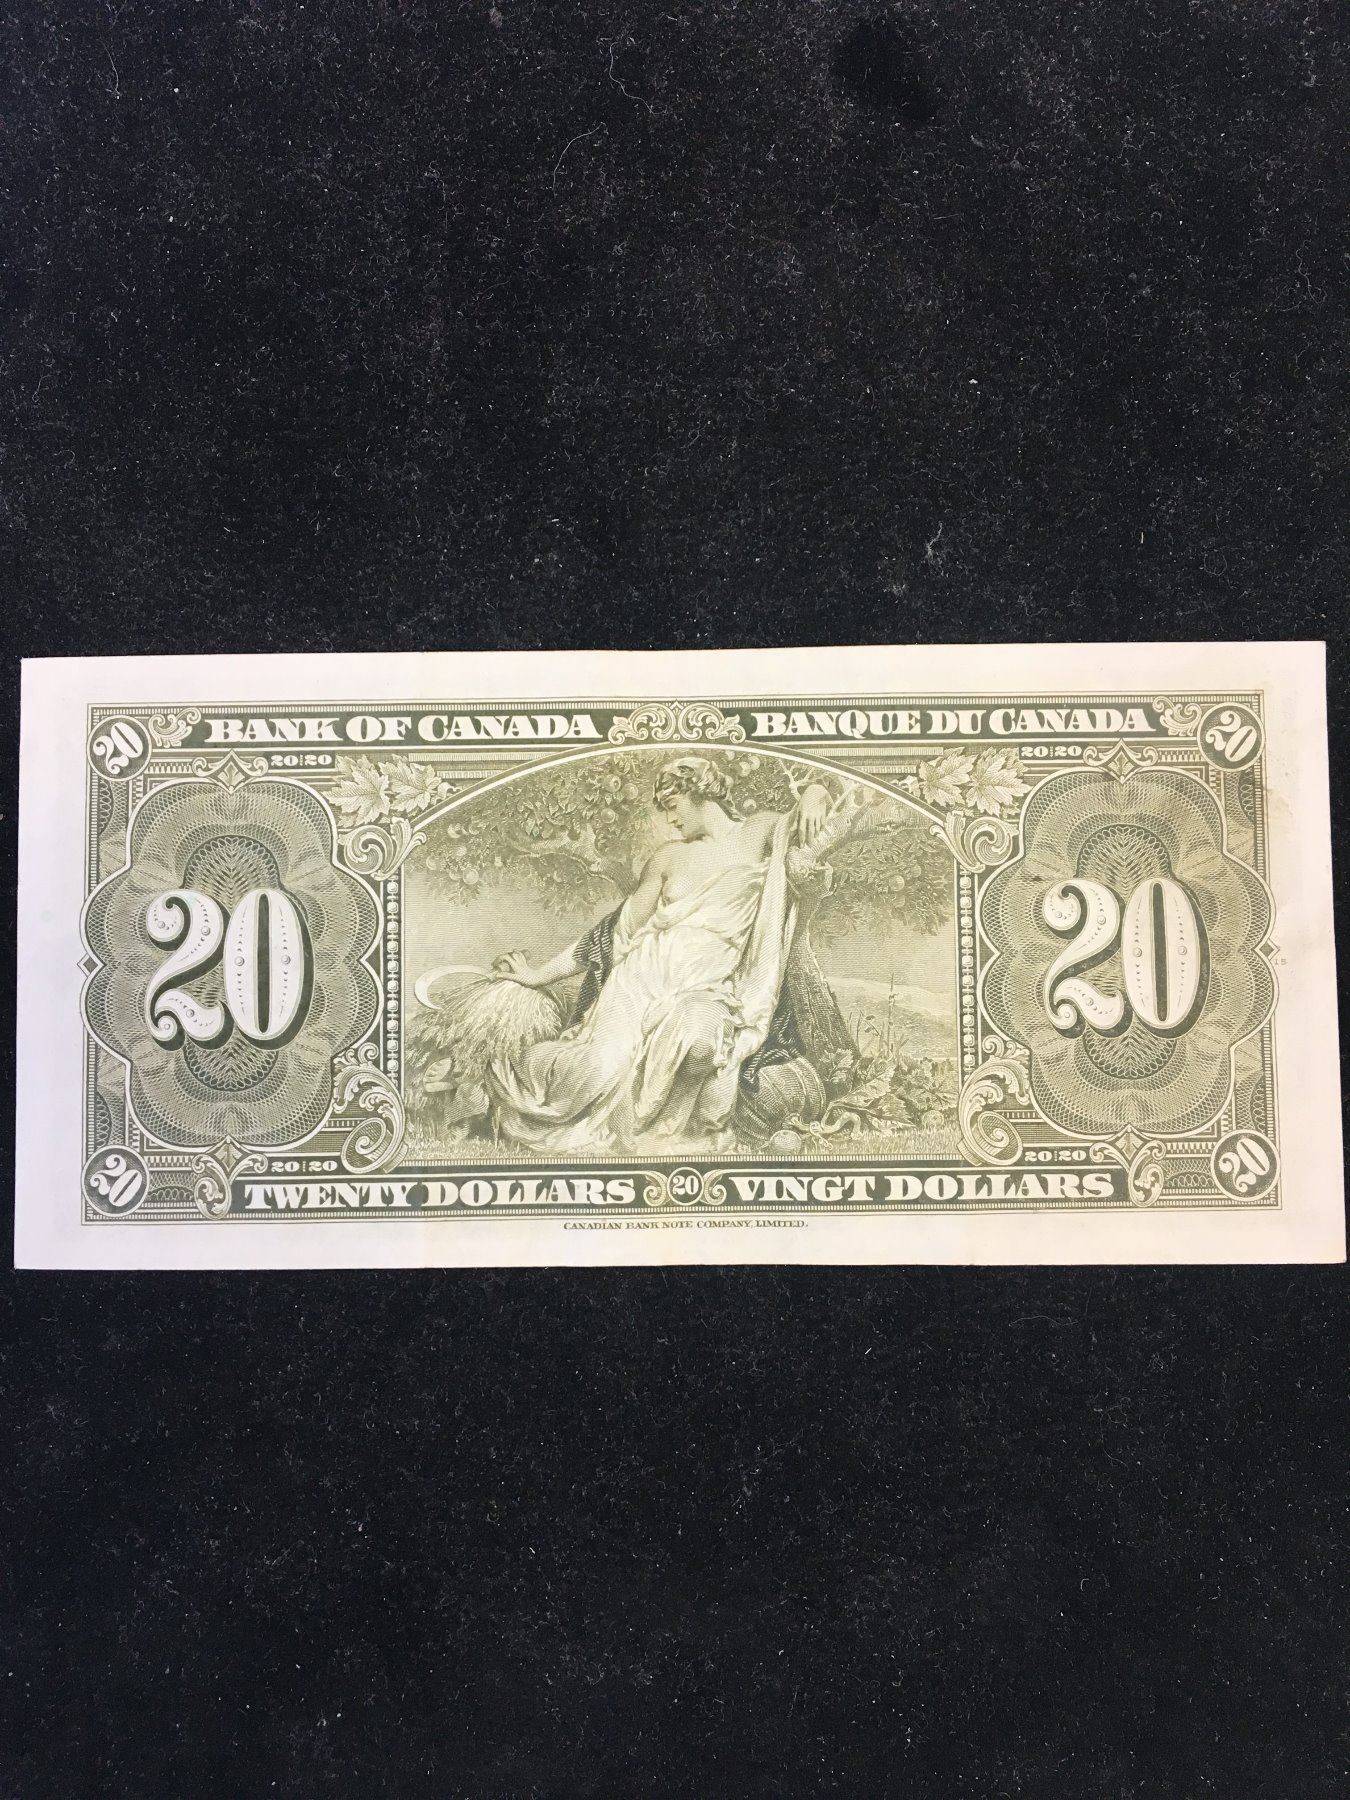 20 BANK OF CANADA BANQUE DU CANADA 20
20 20 20 20
20 20
15
20 20 20 20
20 TWENTY DOLLARS 20 VINGT DOLLARS 20
CANADIAN BANK NOTE COMPANY, LIMITED.